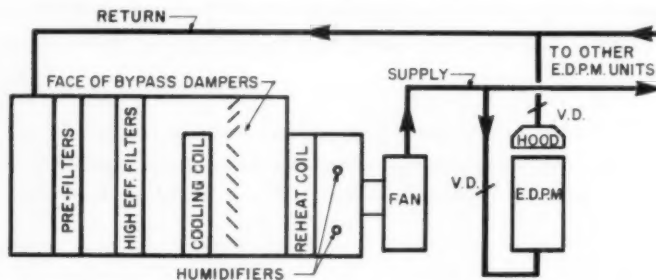 RETURN
TO OTHER
E.D.P.M. UNITS
FACE OF BYPASS DAMPERS
SUPPLY
V.D.
HOOD
PRE-FILTERS
HIGH EFF. FILTERS
COOLING COIL
REHEAT COIL
FAN
V.D.
E.D.P.M.
HUMIDIFIERS